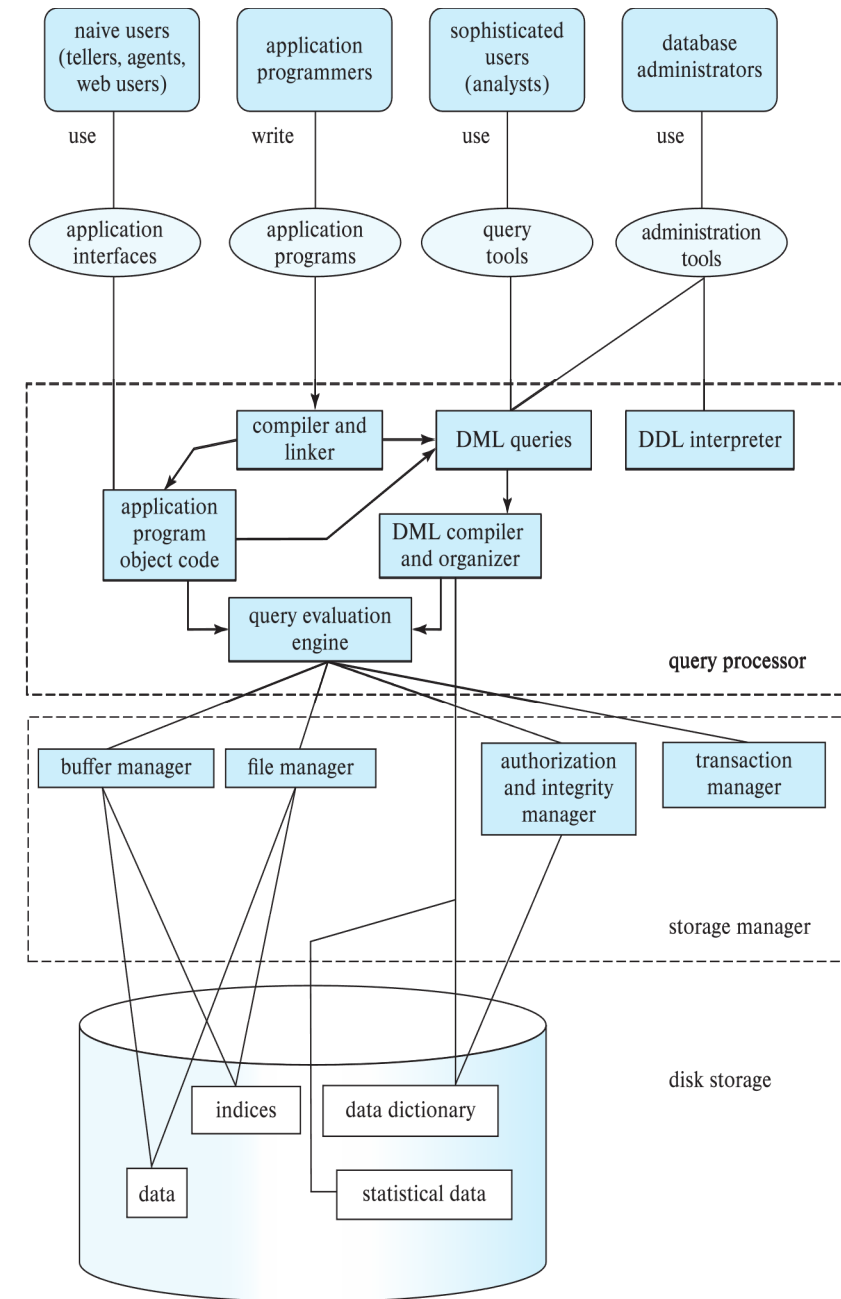 naive users
(tellers, agents,
web users)
application
programmers
sophisticated
users
(analysts)
database
administrators
use
write
use
use
application
interfaces
application
programs
query
tools
administration
tools
compiler and
linker
DML queries
DDL interpreter
application
program
object code
DML compiler
and organizer
query evaluation
engine
query processor
buffer manager
file manager
authorization
and integrity
manager
transaction
manager
storage manager
disk storage
indices
data dictionary
data
statistical data